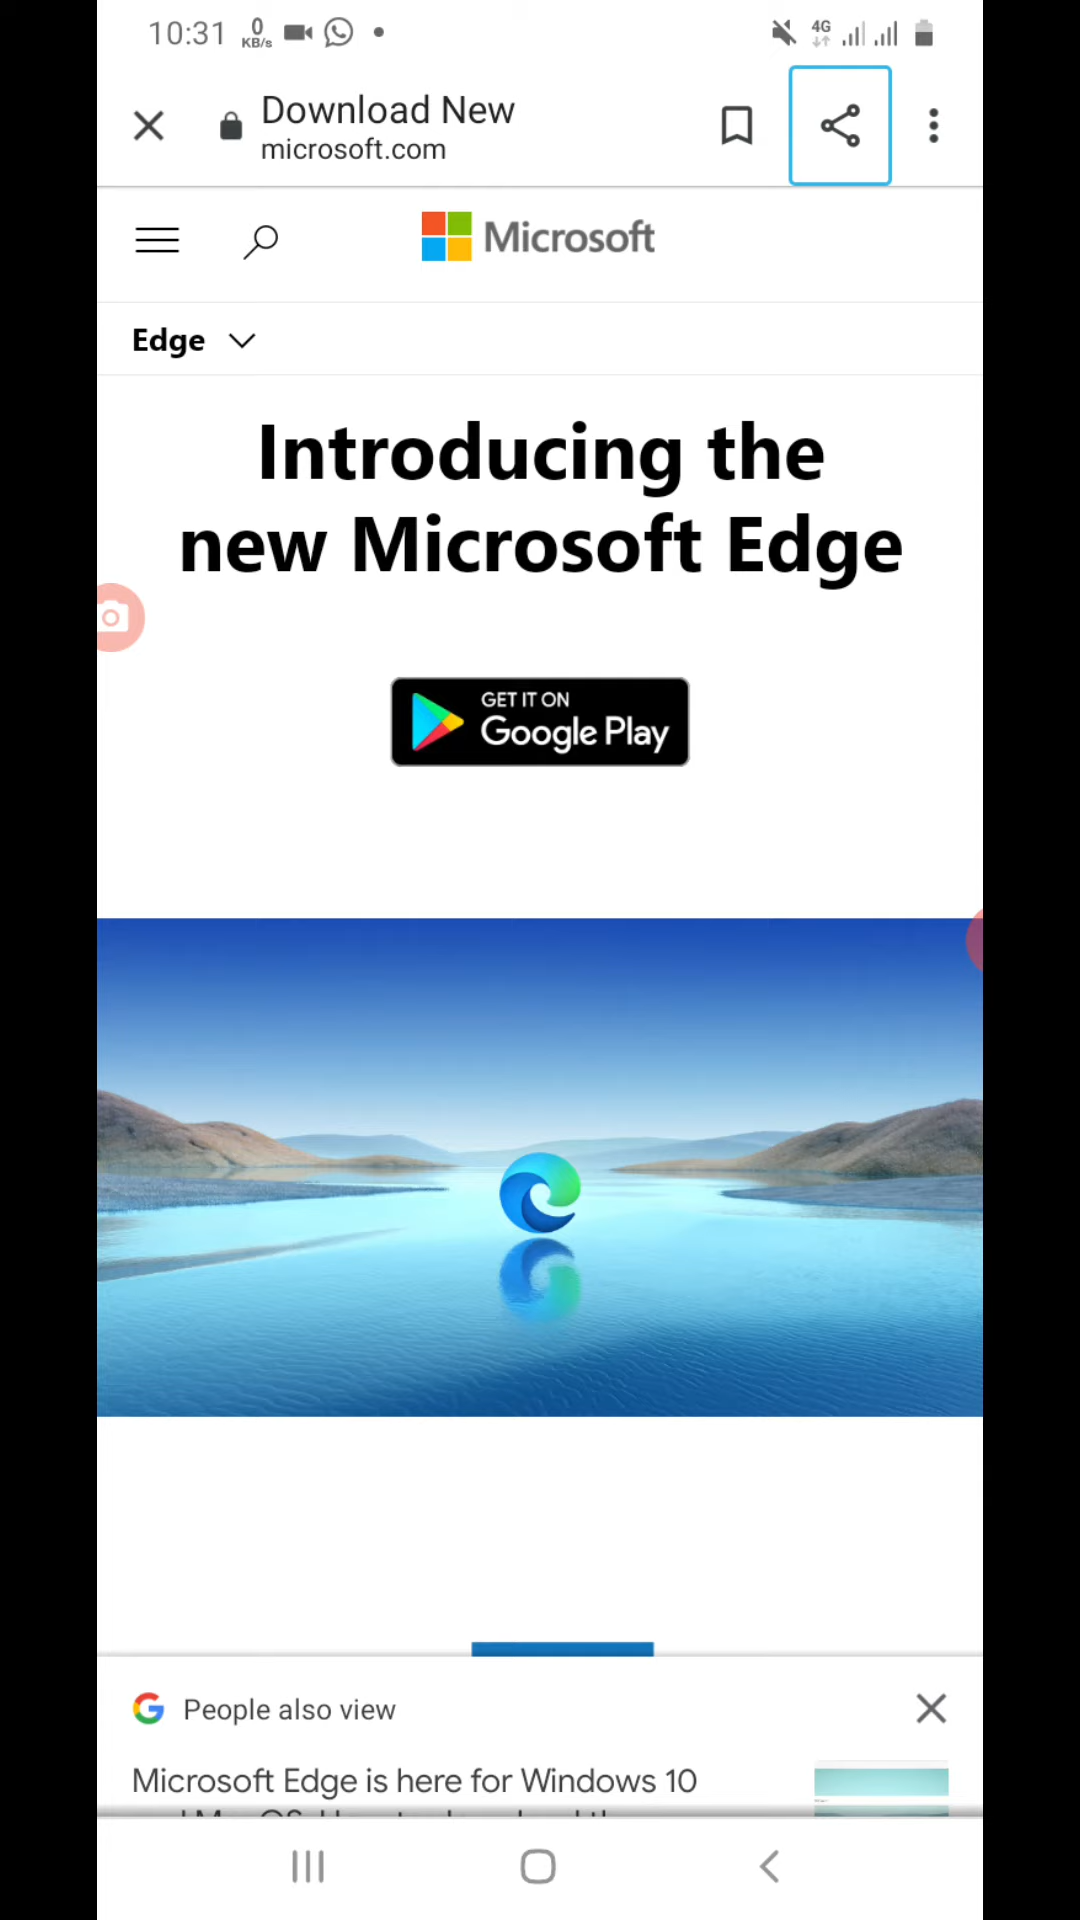 10:31 0 KB/s 4G
Download New
microsoft.com
Microsoft
Edge
Introducing the
new Microsoft Edge
GET IT ON
Google Play
People also view
Microsoft Edge is here for Windows 10